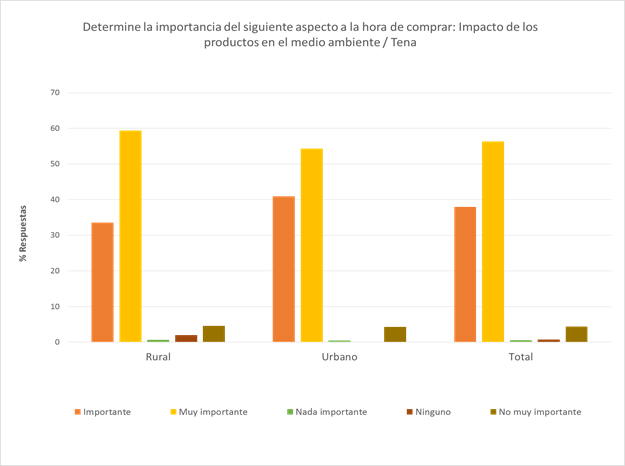 Determine la importancia del siguiente aspecto a la hora de comprar: Impacto de los
productos en el medio ambiente / Tena
70
60
50
40
30
20
10
0
% Respuestas
Rural Urbano Total
Importante Muy importante Nada importante Ninguno No muy importante